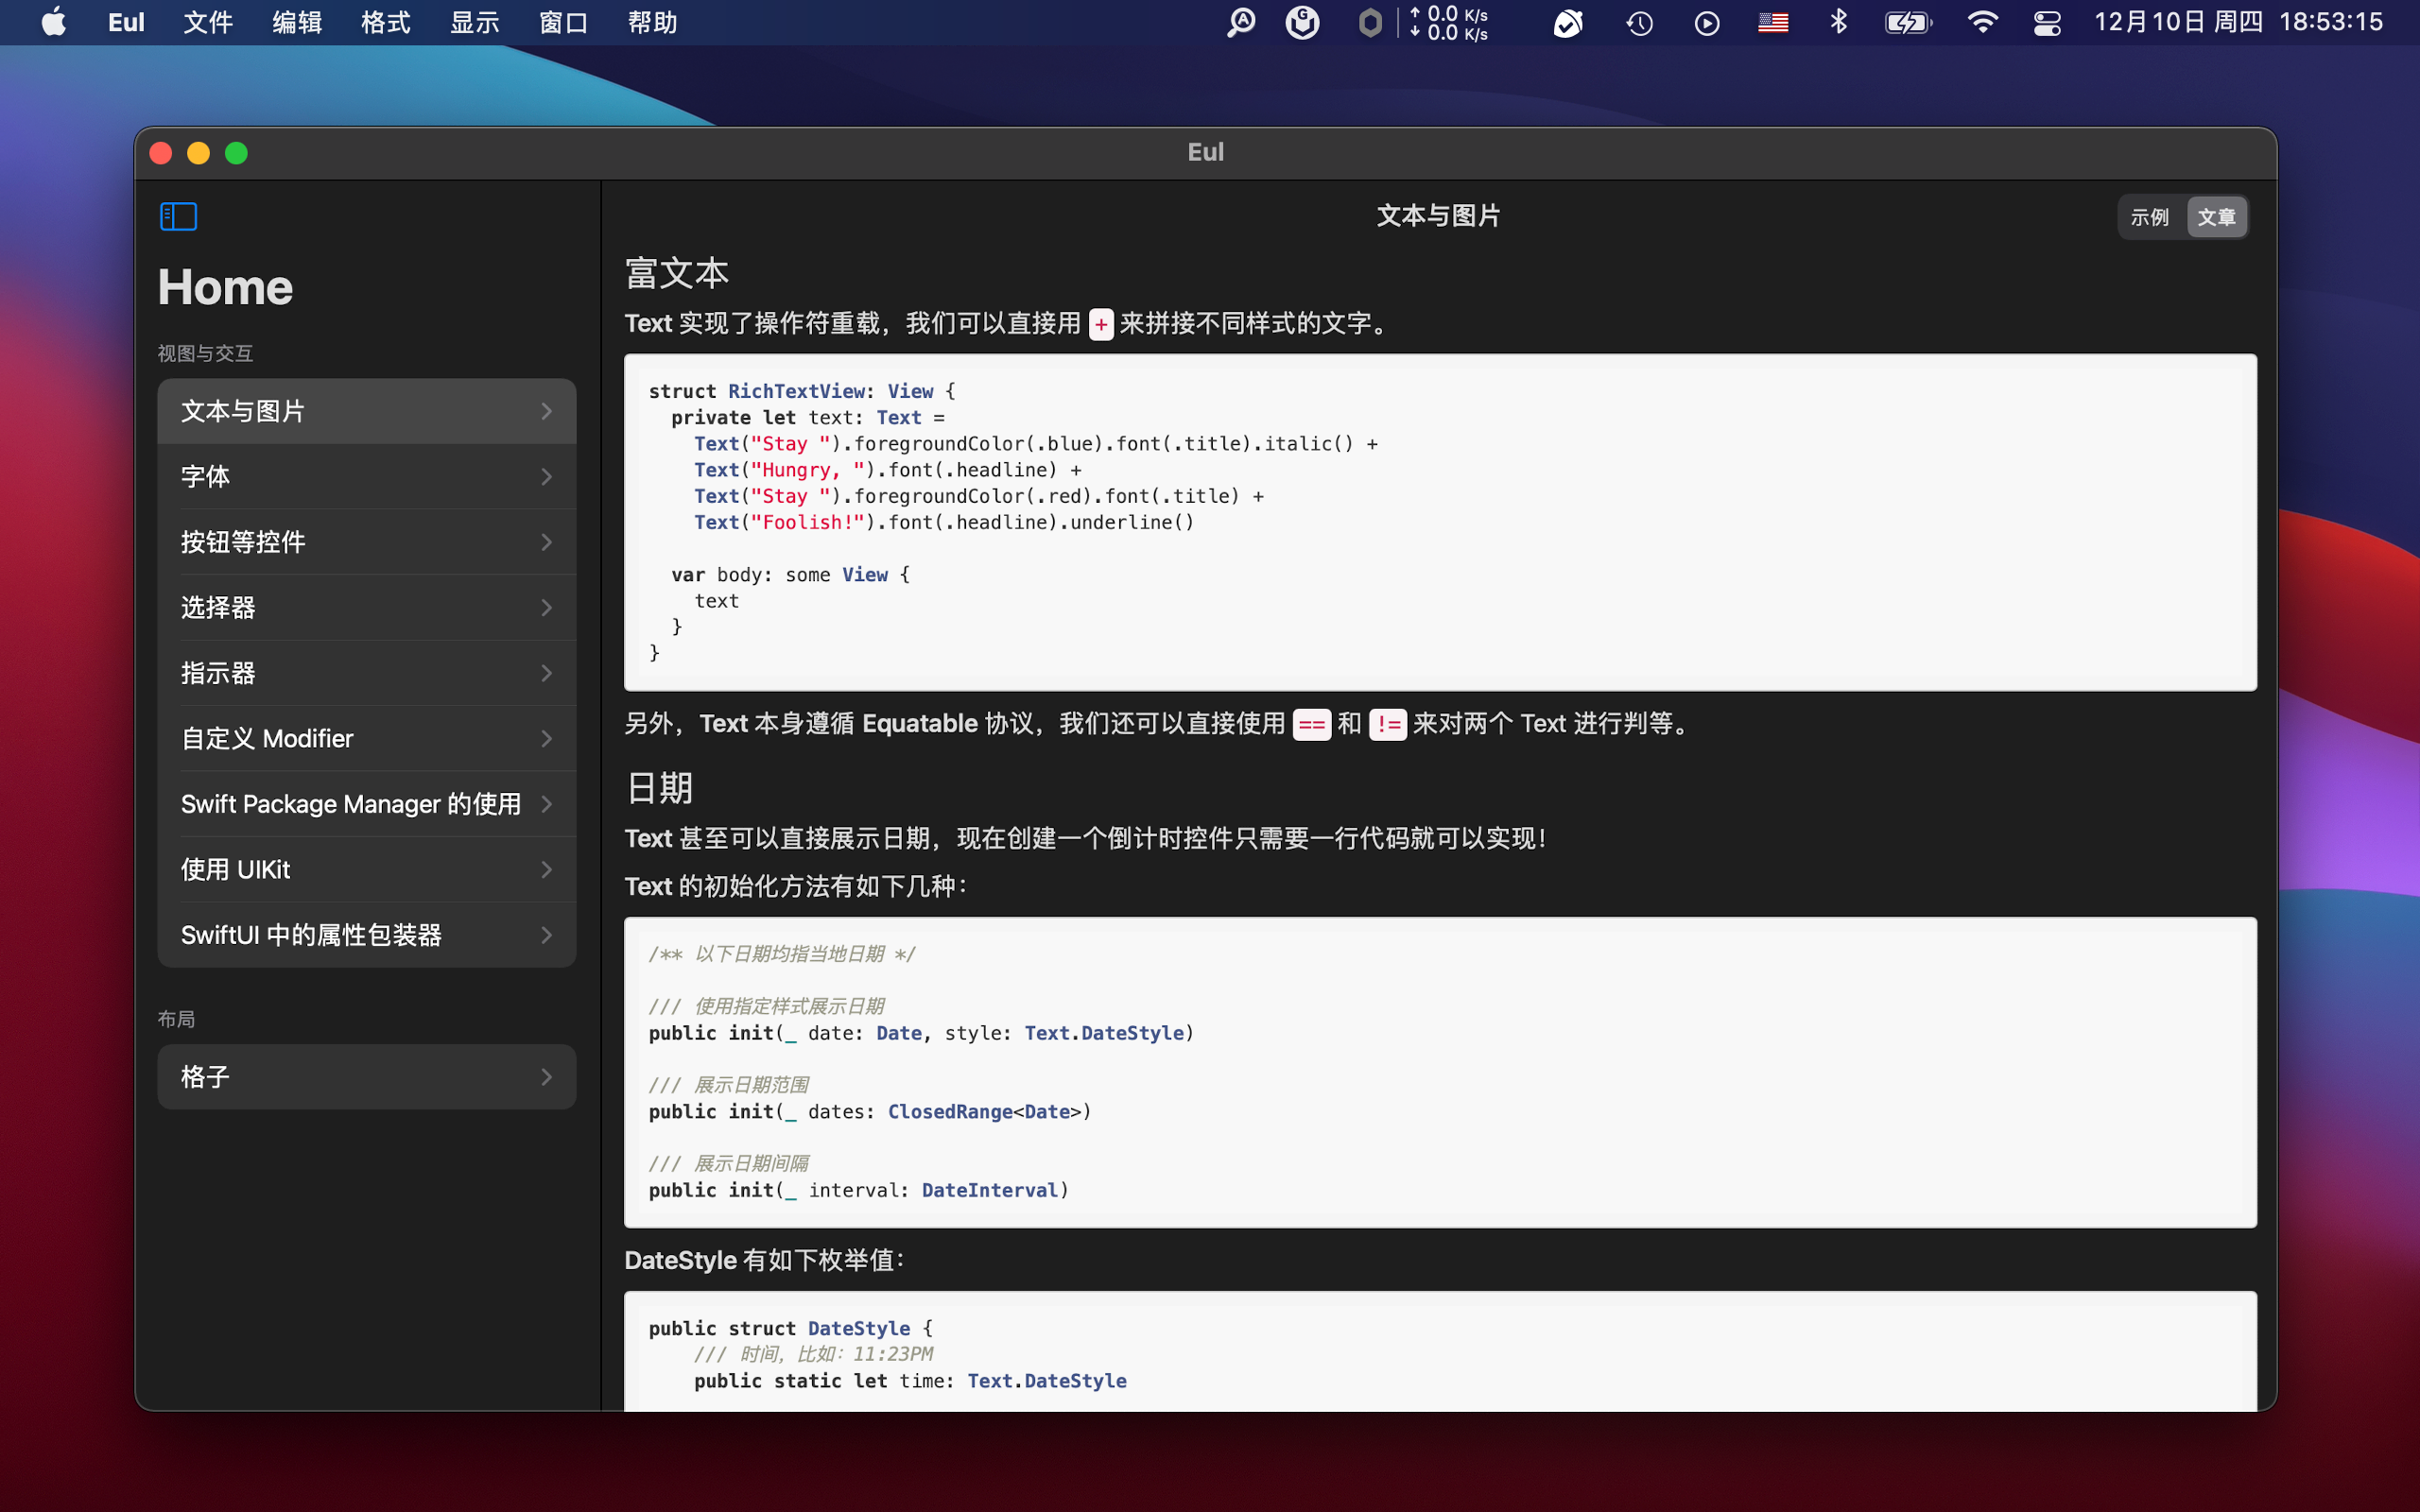 Eul 文件 编辑 格式 显示 窗口 帮助
0.0 K/s
0.0 K/s
12月10日 周四 18:53:15
Eul
Home
视图与交互
文本与图片
字体
按钮等控件
选择器
指示器
自定义 Modifier
Swift Package Manager 的使用
使用 UIKit
SwiftUI 中的属性包装器
布局
格子
文本与图片
示例 文章
富文本
Text 实现了操作符重载，我们可以直接用 + 来拼接不同样式的文字。
struct RichTextView: View {
  private let text: Text =
    Text("Stay ").foregroundColor(.blue).font(.title).italic() +
    Text("Hungry, ").font(.headline) +
    Text("Stay ").foregroundColor(.red).font(.title) +
    Text("Foolish!").font(.headline).underline()
  var body: some View {
    text
  }
}
另外，Text 本身遵循 Equatable 协议，我们还可以直接使用 == 和 != 来对两个 Text 进行判等。
日期
Text 甚至可以直接展示日期，现在创建一个倒计时控件只需要一行代码就可以实现！
Text 的初始化方法有如下几种：
/** 以下日期均指当地日期 */
/// 使用指定样式展示日期
public init(_ date: Date, style: Text.DateStyle)
/// 展示日期范围
public init(_ dates: ClosedRange<Date>)
/// 展示日期间隔
public init(_ interval: DateInterval)
DateStyle 有如下枚举值：
public struct DateStyle {
    /// 时间，比如：11:23PM
    public static let time: Text.DateStyle